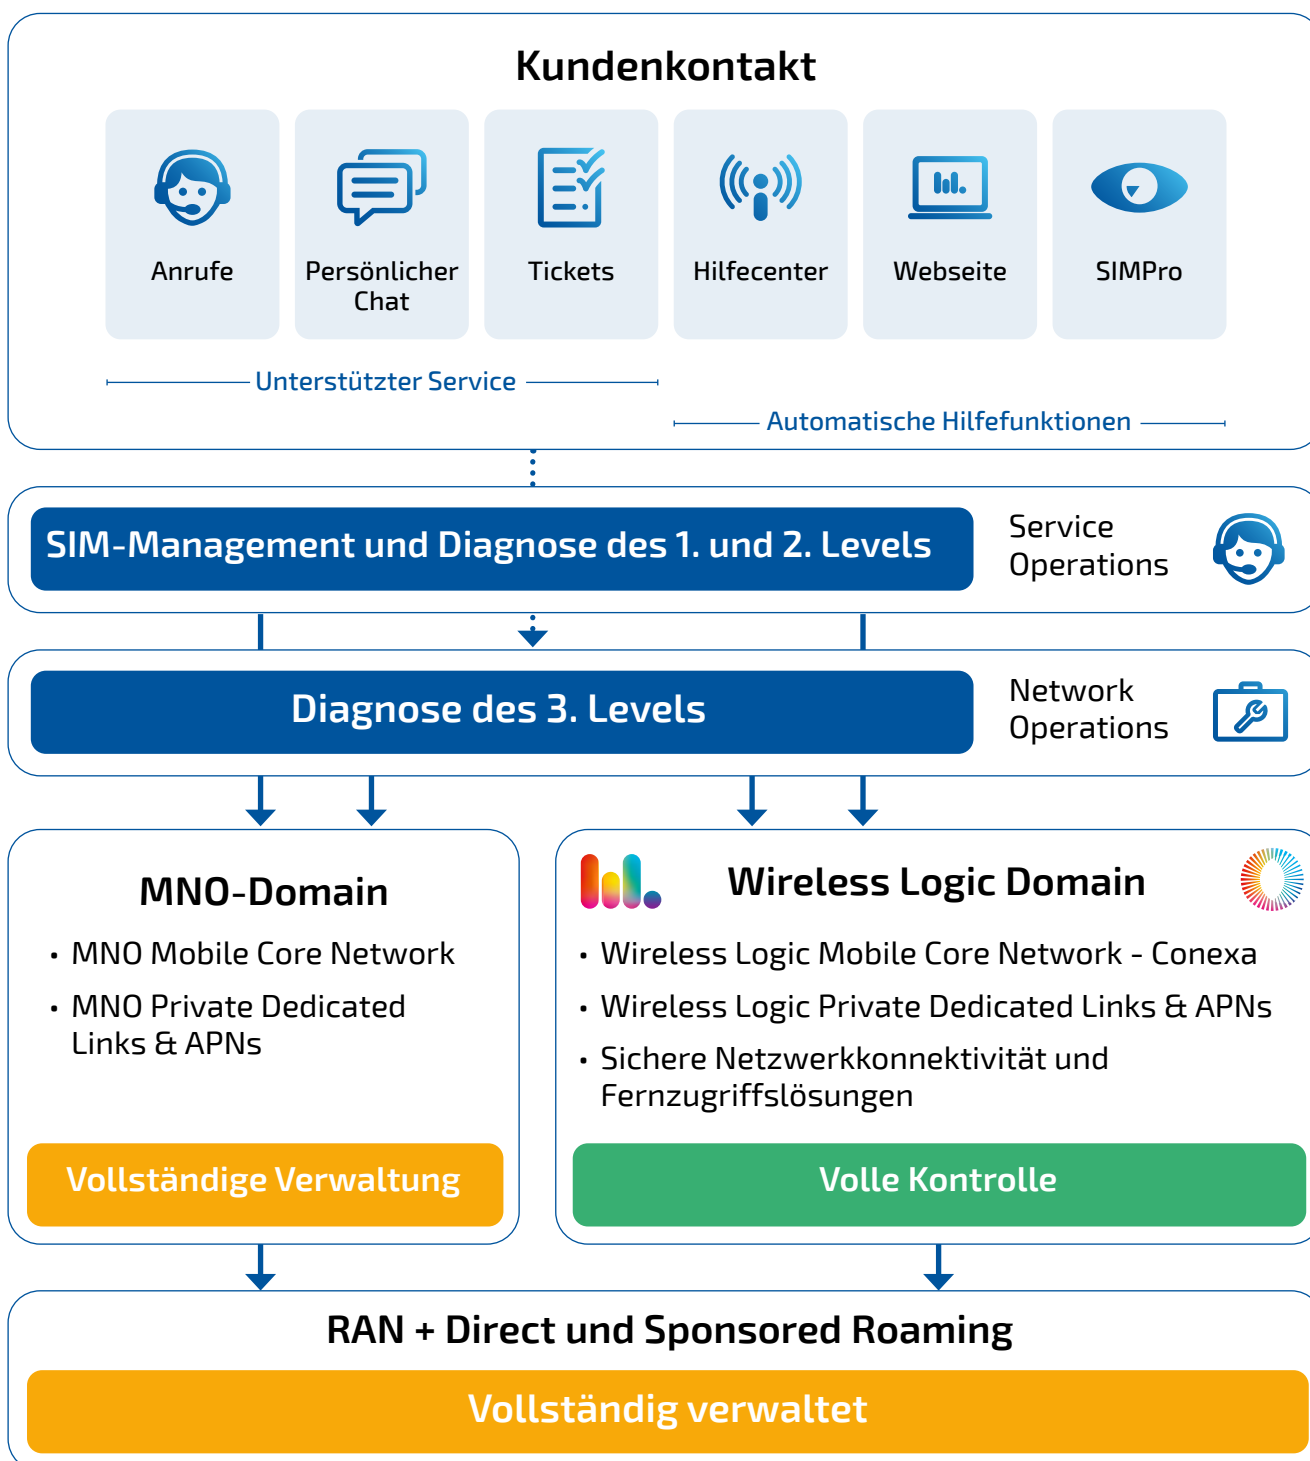 Kundenkontakt
Anrufe
Persönlicher
Chat
Tickets
Hilfecenter
Webseite
SIMPro
Unterstützter Service
Automatische Hilfefunktionen
SIM-Management und Diagnose des 1. und 2. Levels
Service
Operations
Diagnose des 3. Levels
Network
Operations
MNO-Domain
• MNO Mobile Core Network
• MNO Private Dedicated
Links & APNs
Vollständige Verwaltung
Wireless Logic Domain
• Wireless Logic Mobile Core Network - Conexa
• Wireless Logic Private Dedicated Links & APNs
• Sichere Netzwerkkonnektivität und
Fernzugriffslösungen
Volle Kontrolle
RAN + Direct und Sponsored Roaming
Vollständig verwaltet